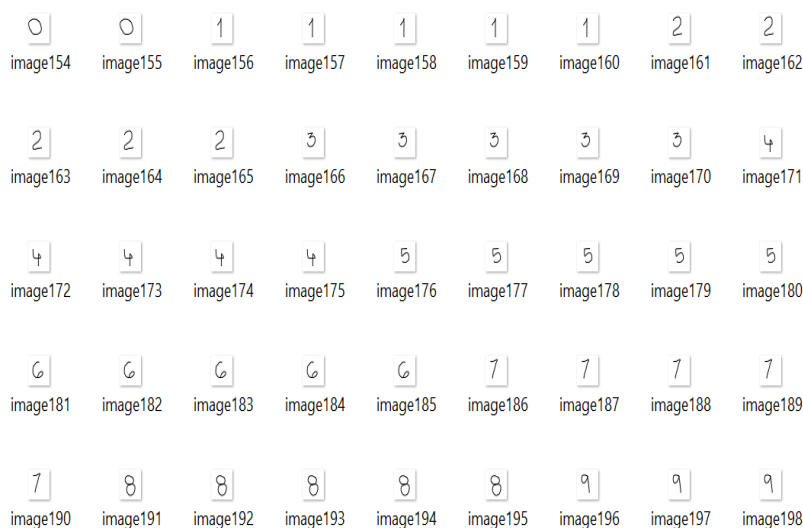 0 0 1 1 1 1 1 2 2
image154 image155 image156 image157 image158 image159 image160 image161 image162
2 2 2 3 3 3 3 3 4
image163 image164 image165 image166 image167 image168 image169 image170 image171
4 4 4 4 5 5 5 5 5
image172 image173 image174 image175 image176 image177 image178 image179 image180
6 6 6 6 6 7 7 7 7
image181 image182 image183 image184 image185 image186 image187 image188 image189
7 8 8 8 8 8 9 9 9
image190 image191 image192 image193 image194 image195 image196 image197 image198